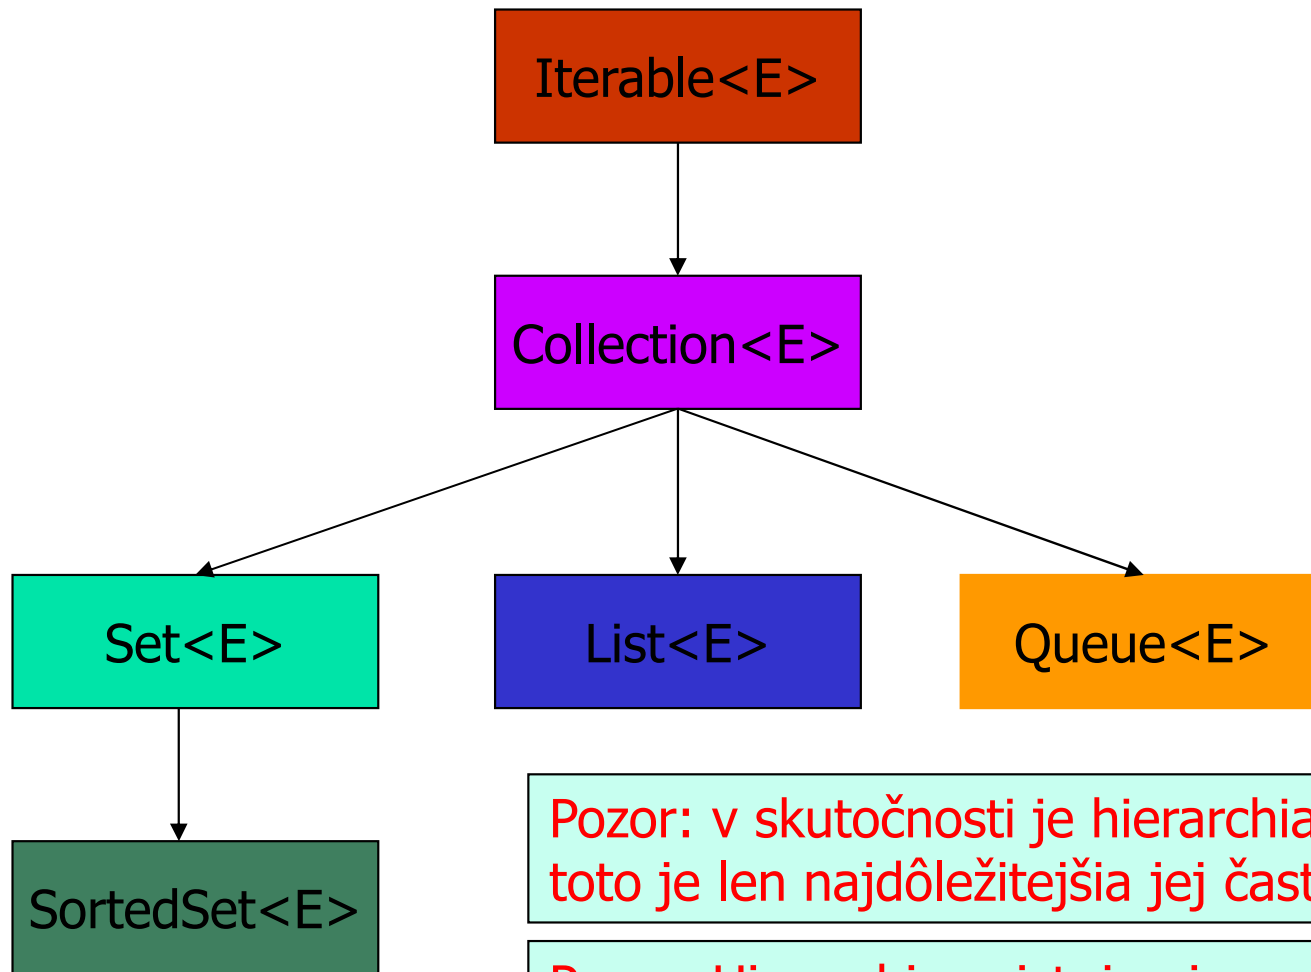 Iterable<E>
Collection<E>
Set<E>
List<E>
Queue<E>
SortedSet<E>
Pozor: v skutočnosti je hierarchia
toto je len najdôležitejšia jej časť